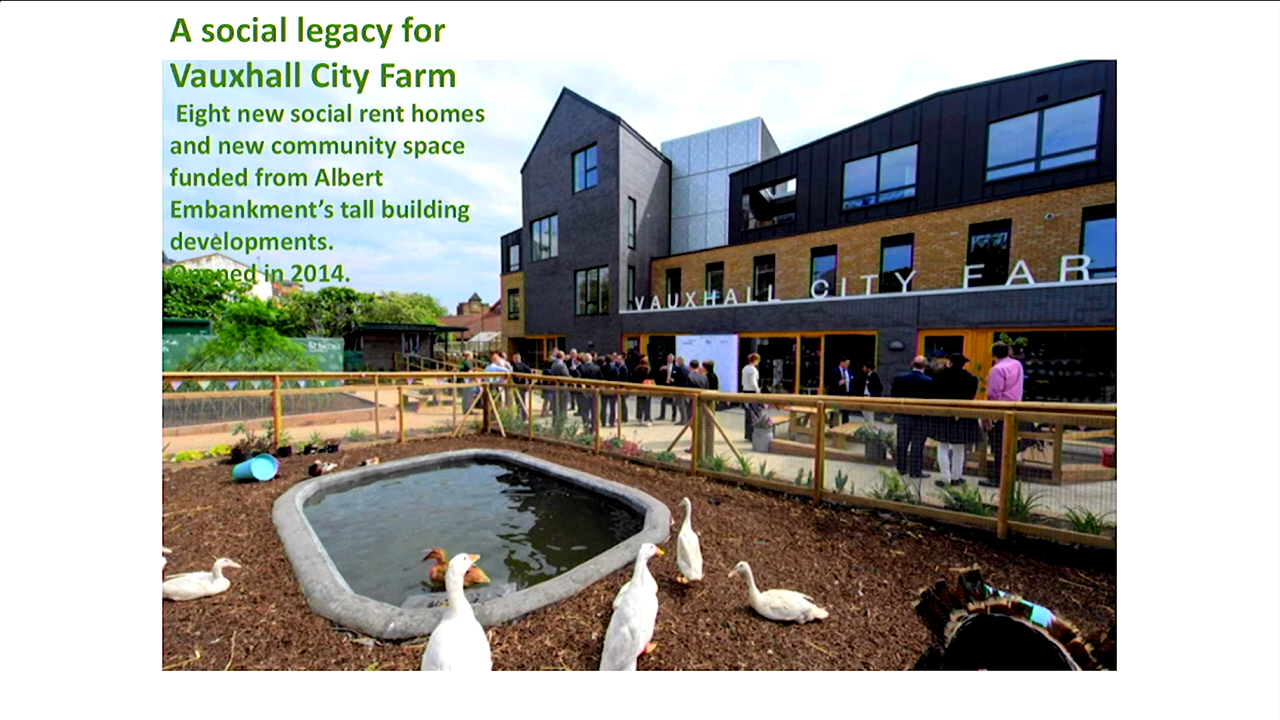 A social legacy for
Vauxhall City Farm
Eight new social rent homes
and new community space
funded from Albert
Embankment's tall building
developments.
Opened in 2014.
VAUXHALL CITY FAR